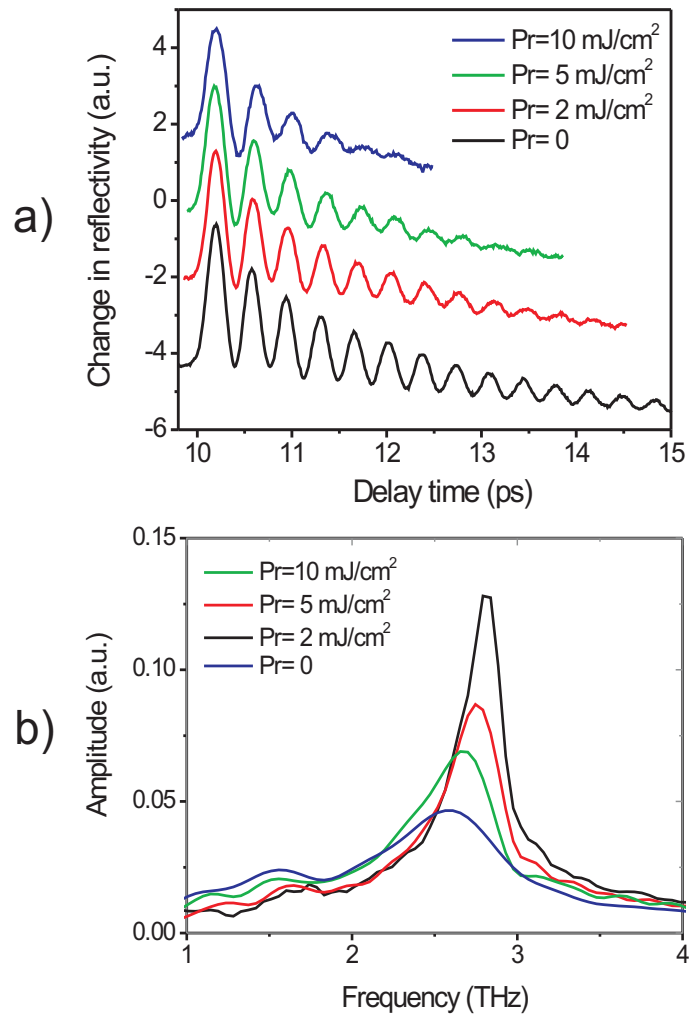 a)
Change in reflectivity (a.u.)
4
2
0
-2
-4
-6
Pr=10 mJ/cm²
Pr= 5 mJ/cm²
Pr= 2 mJ/cm²
Pr= 0
10 11 12 13 14 15
Delay time (ps)
b)
Amplitude (a.u.)
0.15
0.10
0.05
0.00
Pr=10 mJ/cm²
Pr= 5 mJ/cm²
Pr= 2 mJ/cm²
Pr= 0
1 2 3 4
Frequency (THz)